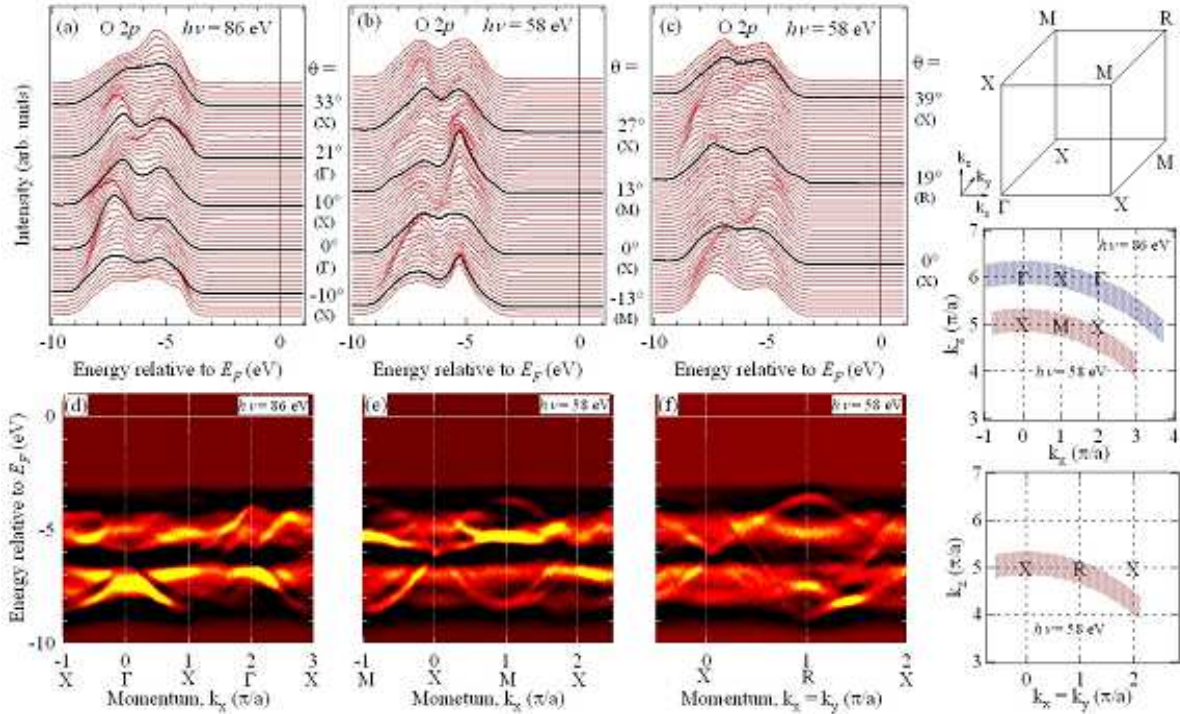 (a) O 2p hν = 86 eV
(b) O 2p hν = 58 eV
(c) O 2p hν = 58 eV
Intensity (arb. units)
θ =
33°
(X)
21°
(Γ)
10°
(X)
0°
(Γ)
-10°
(X)
θ =
27°
(X)
13°
(M)
0°
(X)
-13°
(M)
θ =
39°
(X)
19°
(R)
0°
(X)
-10 -5 0
-10 -5 0
-10 -5 0
Energy relative to E_F (eV)
Energy relative to E_F (eV)
Energy relative to E_F (eV)
M R
X M
X M
Γ X
k_z
k_y
k_x
hν = 86 eV
7
6
5
4
3
Γ X Γ
X M X
hν = 58 eV
k_z (π/a)
-1 0 1 2 3 4
k_x (π/a)
(d) hν = 86 eV
(e) hν = 58 eV
(f) hν = 58 eV
Energy relative to E_F (eV)
0
-5
-10
-1 0 1 2 3
X Γ X Γ X
Momentum, k_x (π/a)
-1 0 1 2
M X M X
Mometum, k_x (π/a)
0 1 2
X R X
Momentum, k_x = k_y (π/a)
7
6
5
4
3
X R X
hν = 58 eV
k_z (π/a)
0 1 2
k_x = k_y (π/a)